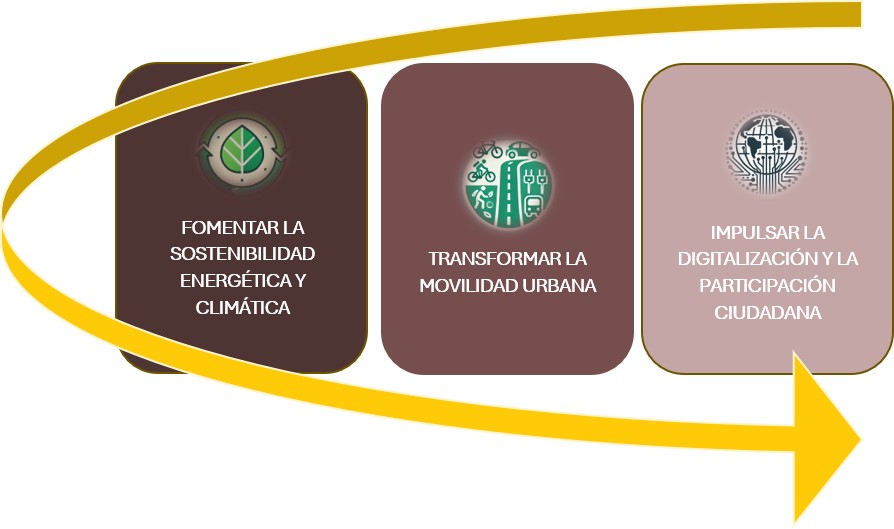 FOMENTAR LA
SOSTENIBILIDAD
ENERGÉTICA Y
CLIMÁTICA
TRANSFORMAR LA
MOVILIDAD URBANA
IMPULSAR LA
DIGITALIZACIÓN Y LA
PARTICIPACIÓN
CIUDADANA